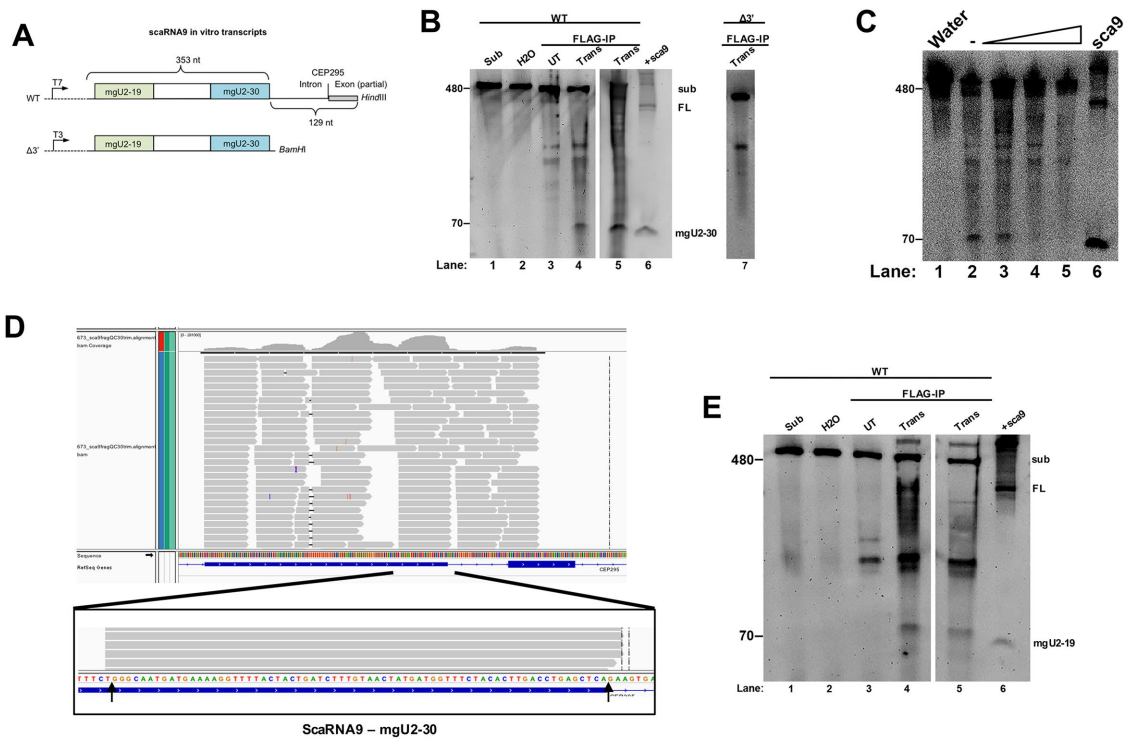 A
scaRNA9 in vitro transcripts
353 nt
CEP295
T7
Intron
Exon (partial)
WT
mgU2-19
mgU2-30
HindIII
129 nt
T3
Δ3'
mgU2-19
mgU2-30
BamHI
B
WT
Δ3'
FLAG-IP
FLAG-IP
Sub
H2O
UT
Trans
Trans
+sca9
Trans
480
sub
FL
70
mgU2-30
Lane:
1
2
3
4
5
6
7
C
Water
-
sca9
480
70
Lane:
1
2
3
4
5
6
D
bam Coverage
bam
Sequence
RefSeq Genes
CEP295
TTTCTGGGCAATGATGAAAAGGTTTTACTACTGATCTTTGTAACTATGATGGTTTCTACACTTGACCTGAGCTCAGAAGTGA
ScaRNA9 – mgU2-30
E
WT
FLAG-IP
Sub
H2O
UT
Trans
Trans
+sca9
480
sub
FL
70
mgU2-19
Lane:
1
2
3
4
5
6